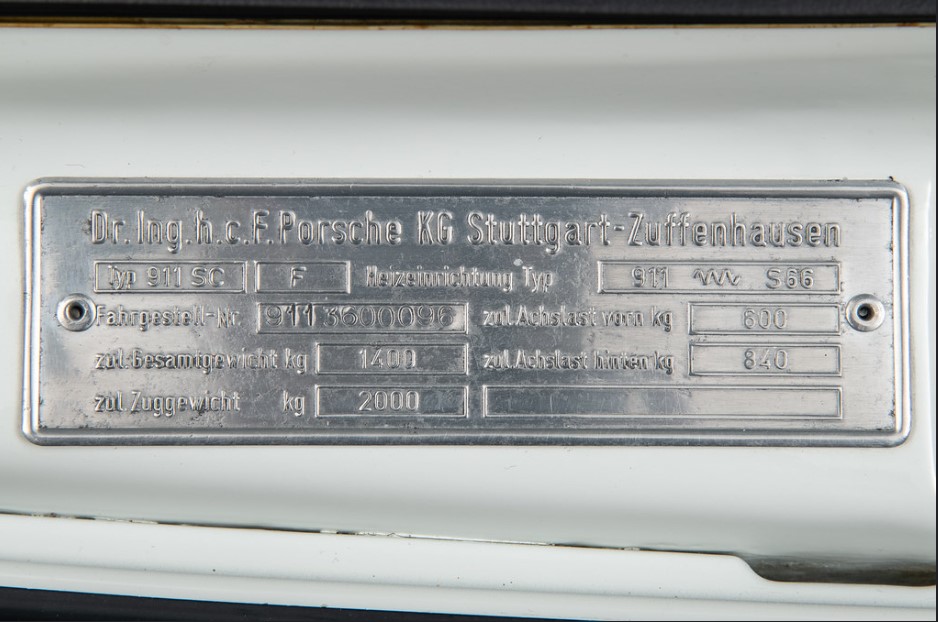 Dr. Ing. h. c. F. Porsche KG Stuttgart-Zuffenhausen
Typ 911 SC F Heizeinrichtung Typ 911 S66
Fahrgestell-Nr. 911 3600096 zul. Achslast vorn kg 600
zul. Gesamtgewicht kg 1400 zul. Achslast hinten kg 840
zul. Zuggewicht kg 2000